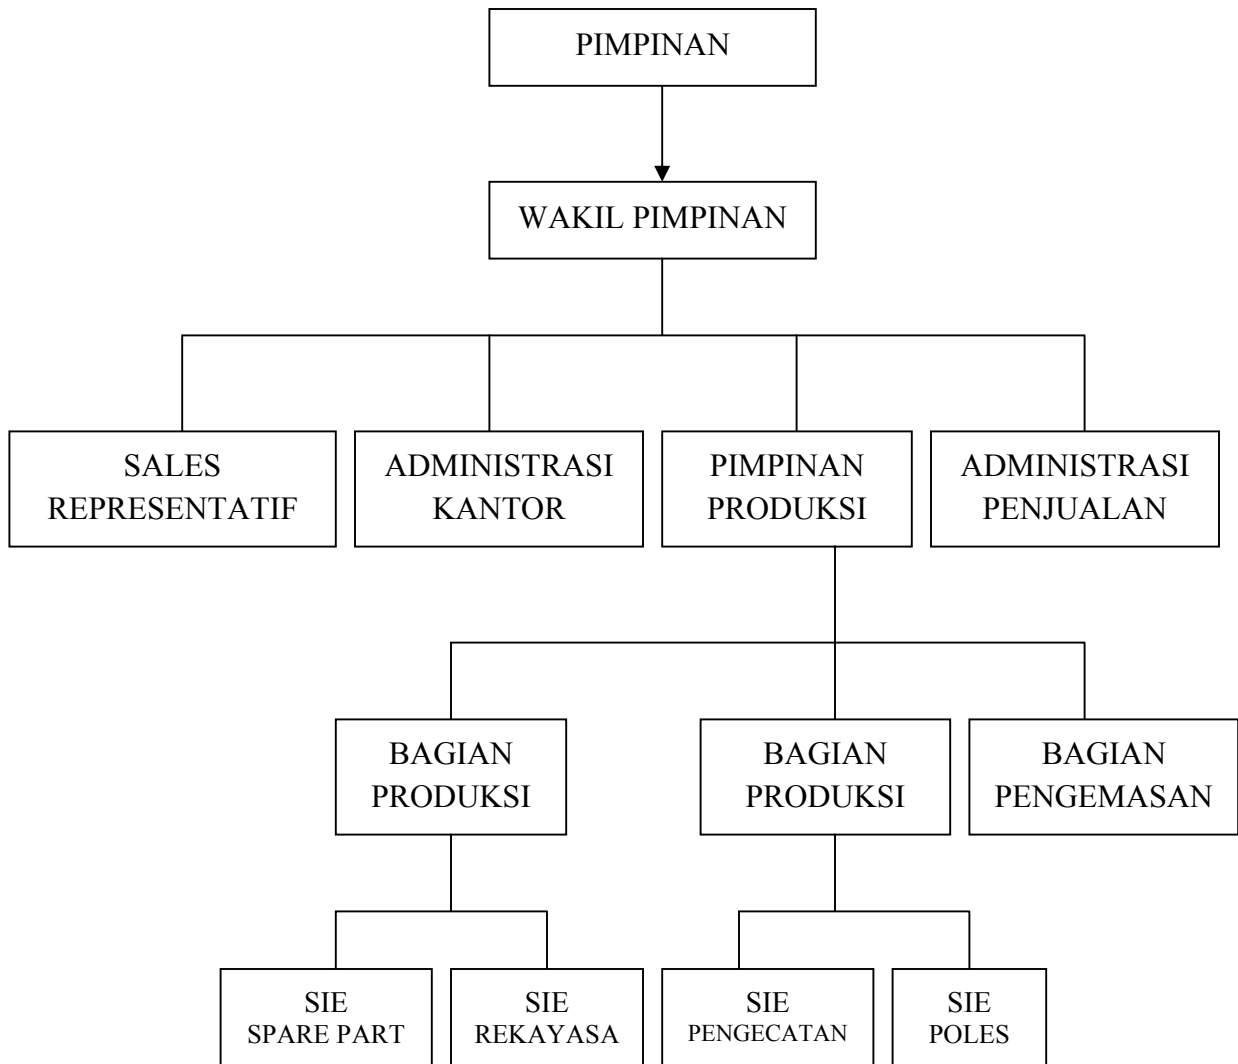 PIMPINAN
WAKIL PIMPINAN
SALES
REPRESENTATIF
ADMINISTRASI
KANTOR
PIMPINAN
PRODUKSI
ADMINISTRASI
PENJUALAN
BAGIAN
PRODUKSI
BAGIAN
PRODUKSI
BAGIAN
PENGEMASAN
SIE
SPARE PART
SIE
REKAYASA
SIE
PENGECATAN
SIE
POLES